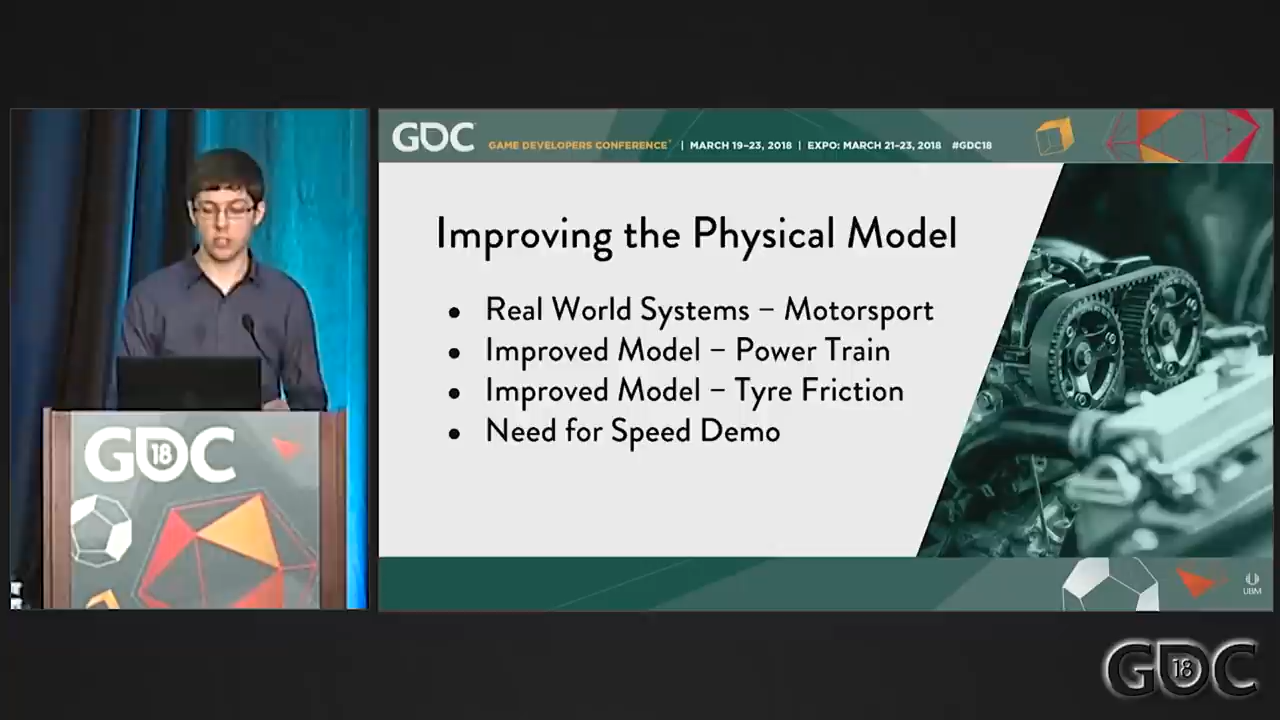 GDC
GAME DEVELOPERS CONFERENCE | MARCH 19–23, 2018 | EXPO: MARCH 21–23, 2018 #GDC18
Improving the Physical Model
• Real World Systems – Motorsport
• Improved Model – Power Train
• Improved Model – Tyre Friction
• Need for Speed Demo
GDC 18
UBM
GDC 18